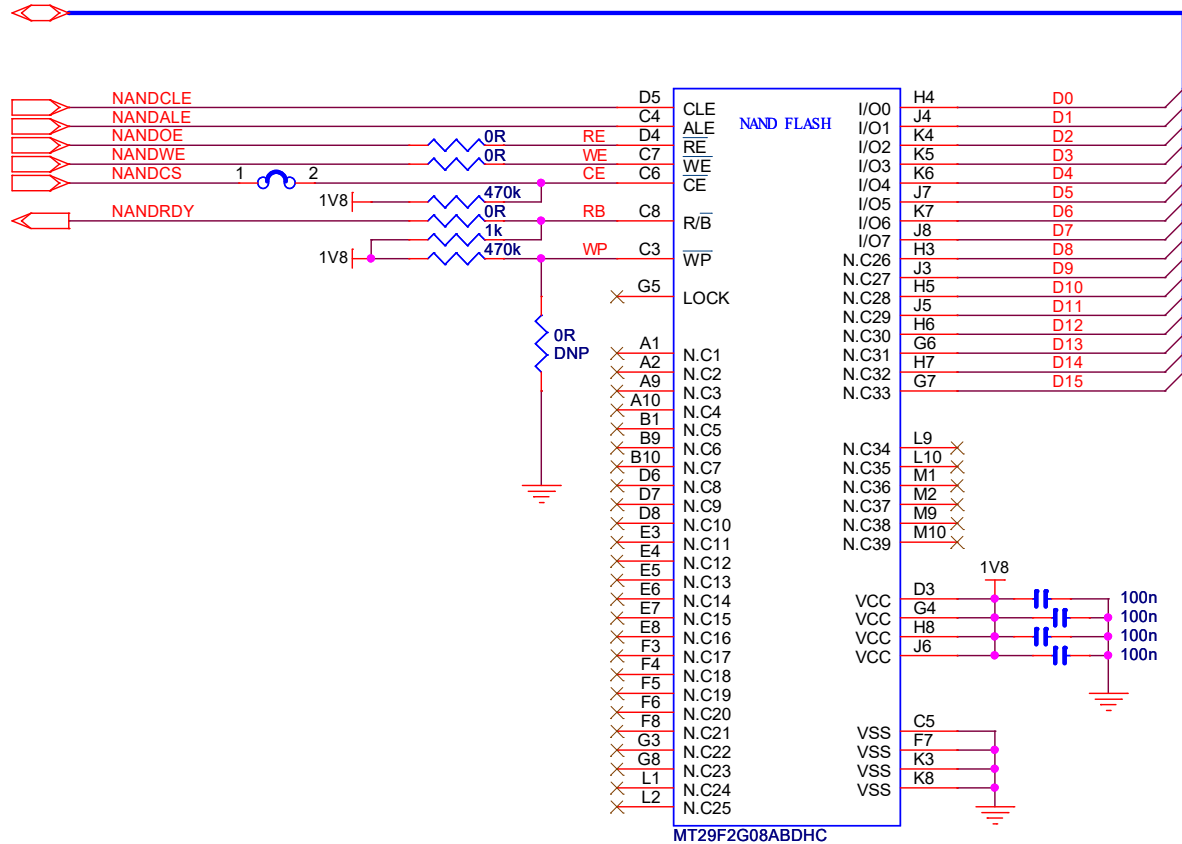 NANDCLE D5 CLE NAND FLASH I/O0 H4 D0
NANDALE C4 ALE I/O1 J4 D1
NANDOE 0R RE D4 RE I/O2 K4 D2
NANDWE 0R WE C7 WE I/O3 K5 D3
NANDCS 1 2 CE C6 CE I/O4 K6 D4
1V8 470k I/O5 J7 D5
NANDRDY 0R RB C8 R/B I/O6 K7 D6
1k I/O7 J8 D7
1V8 470k WP C3 WP N.C26 H3 D8
N.C27 J3 D9
G5 LOCK N.C28 H5 D10
N.C29 J5 D11
0R N.C30 H6 D12
DNP A1 N.C1 N.C31 G6 D13
A2 N.C2 N.C32 H7 D14
A9 N.C3 N.C33 G7 D15
A10 N.C4
B1 N.C5
B9 N.C6 N.C34 L9
B10 N.C7 N.C35 L10
D6 N.C8 N.C36 M1
D7 N.C9 N.C37 M2
D8 N.C10 N.C38 M9
E3 N.C11 N.C39 M10
E4 N.C12
E5 N.C13 1V8
E6 N.C14 VCC D3 100n
E7 N.C15 VCC G4 100n
E8 N.C16 VCC H8 100n
F3 N.C17 VCC J6 100n
F4 N.C18
F5 N.C19
F6 N.C20
F8 N.C21 VSS C5
G3 N.C22 VSS F7
G8 N.C23 VSS K3
L1 N.C24 VSS K8
L2 N.C25
MT29F2G08ABDHC